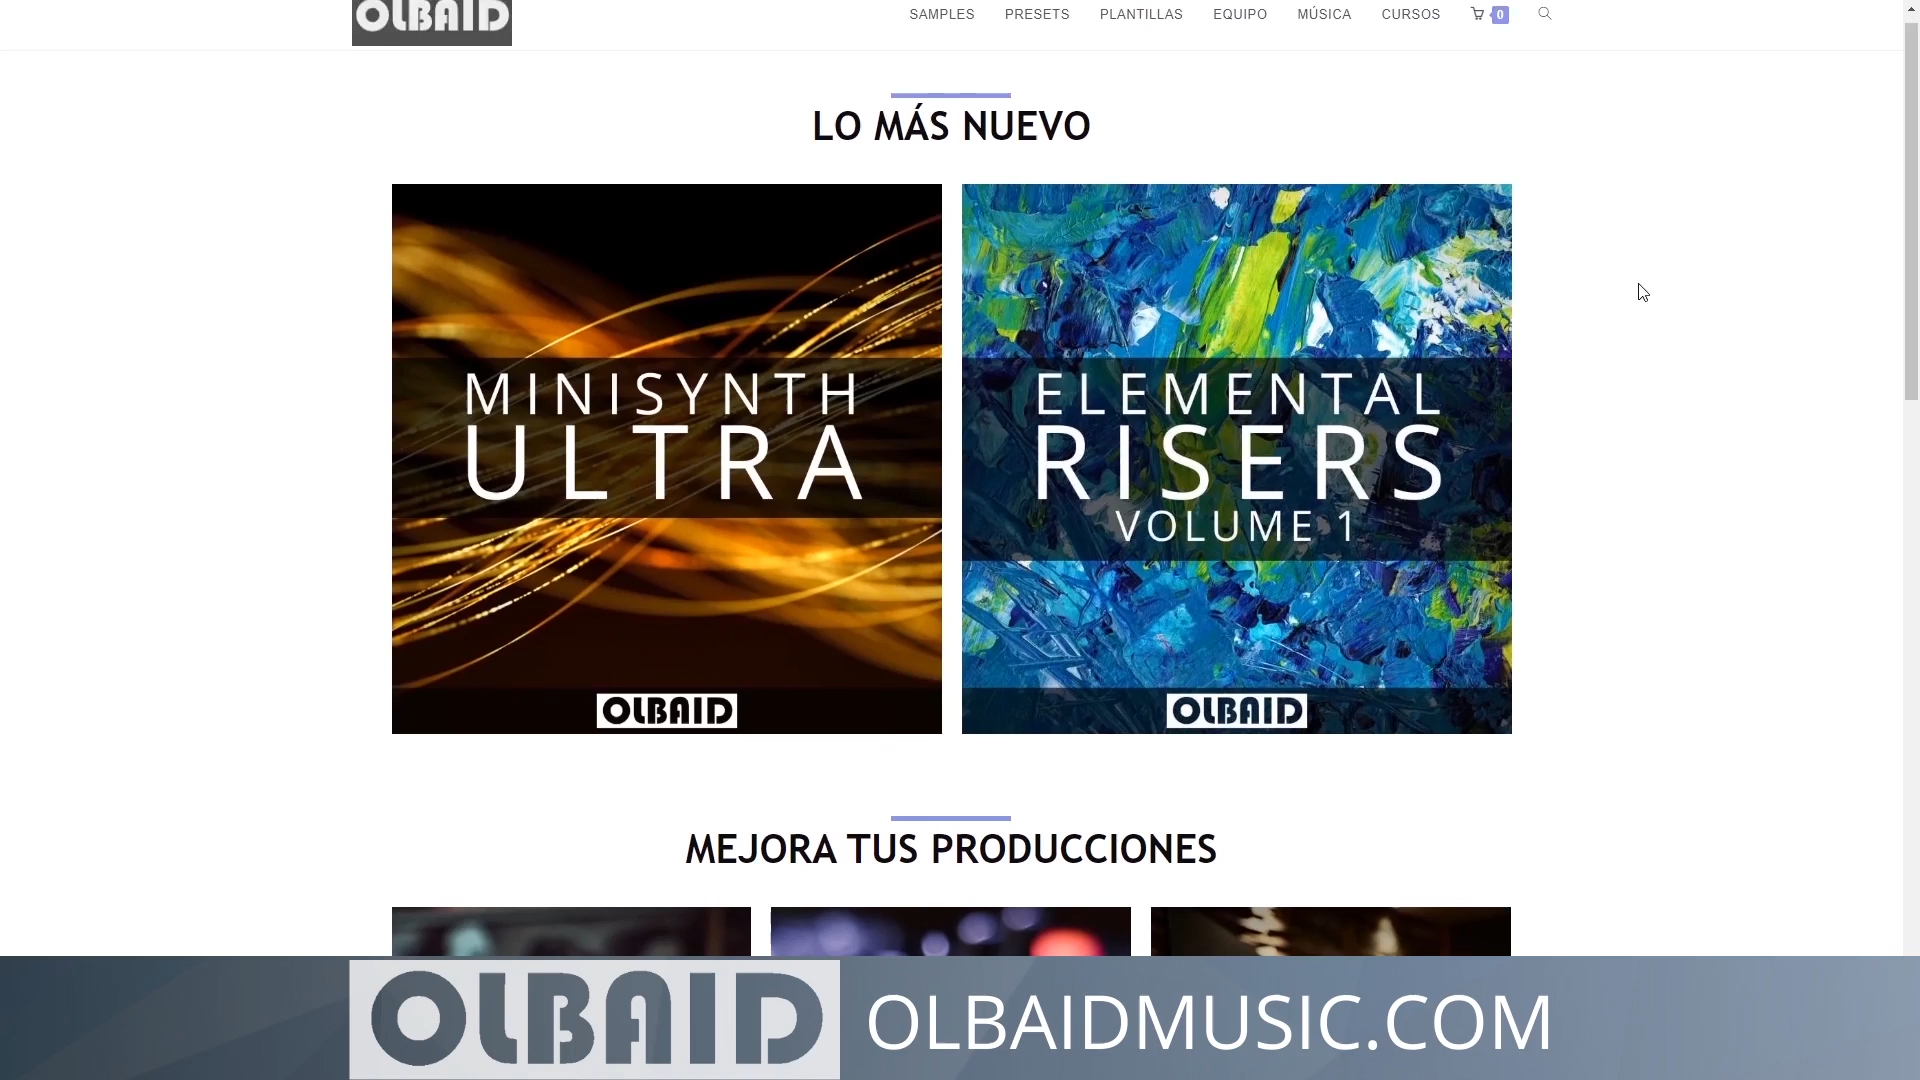 OLBAID
SAMPLES PRESETS PLANTILLAS EQUIPO MÚSICA CURSOS 0
LO MÁS NUEVO
MINISYNTH
ULTRA
OLBAID
ELEMENTAL
RISERS
VOLUME 1
OLBAID
MEJORA TUS PRODUCCIONES
OLBAID OLBAIDMUSIC.COM